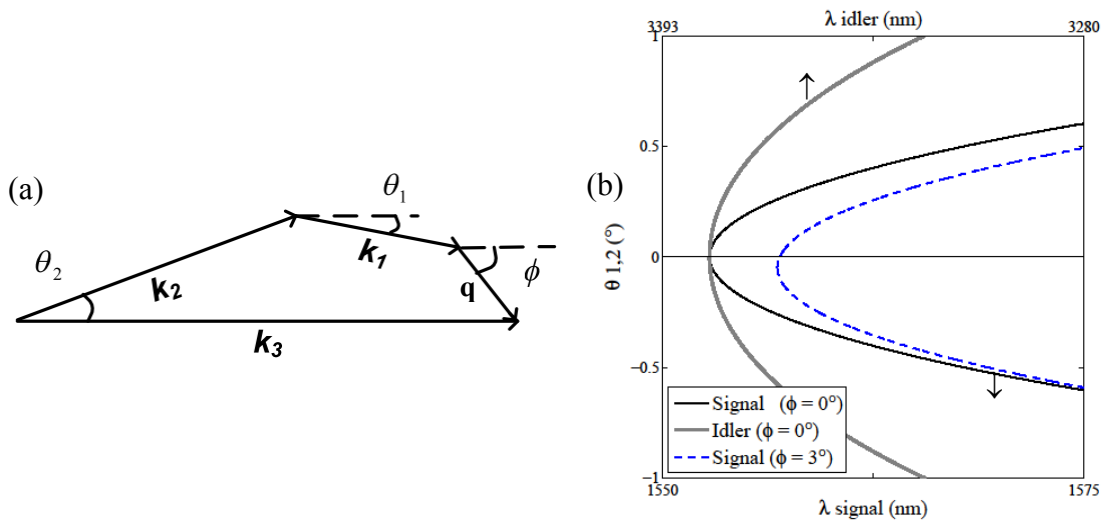 (a)
θ2
k2
θ1
k1
ϕ
q
k3
(b)
3393
λ idler (nm)
3280
1
0.5
0
−0.5
−1
θ 1,2 (°)
Signal (ϕ = 0°)
Idler (ϕ = 0°)
Signal (ϕ = 3°)
1550
1575
λ signal (nm)